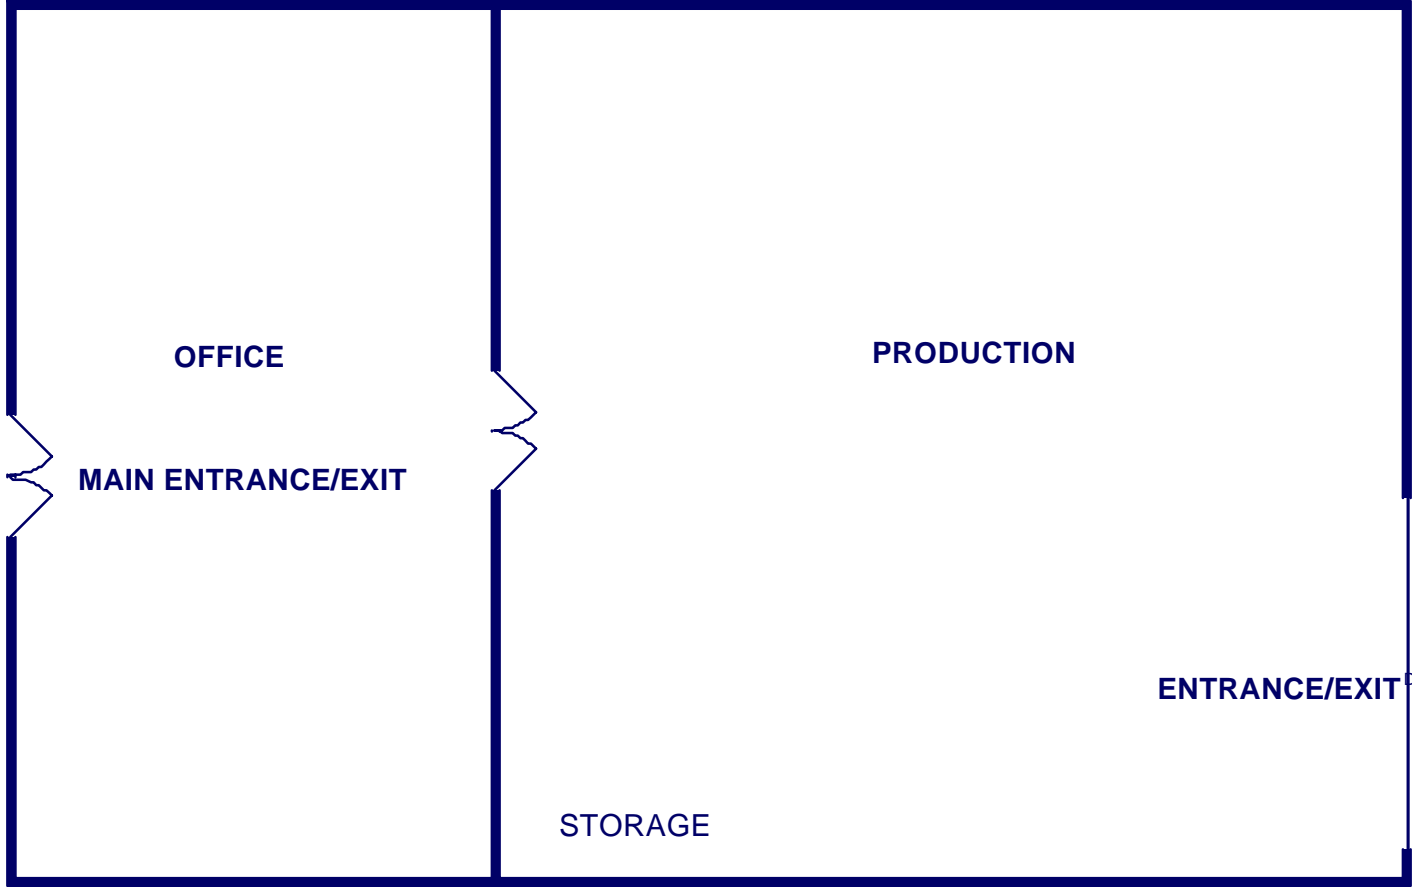 OFFICE
PRODUCTION
MAIN ENTRANCE/EXIT
ENTRANCE/EXIT
STORAGE